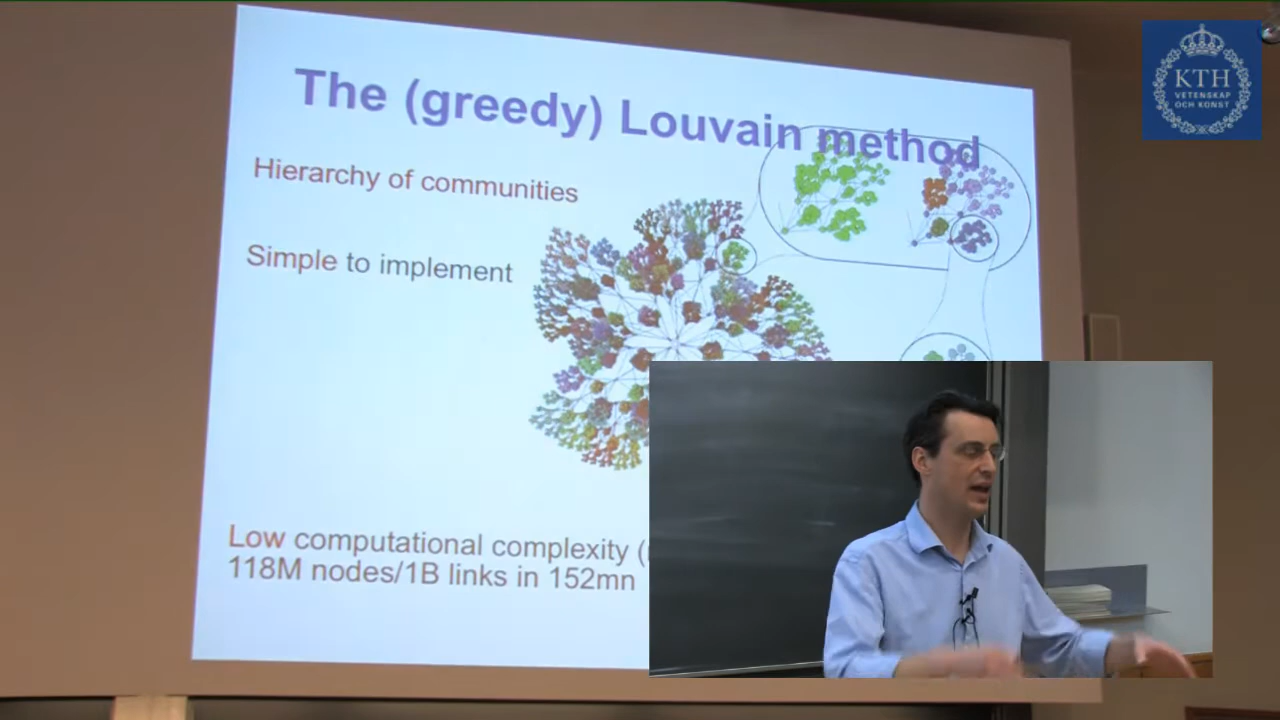 The (greedy) Louvain method
Hierarchy of communities
Simple to implement
Low computational complexity (
118M nodes/1B links in 152mn
KTH
VETENSKAP
OCH KONST